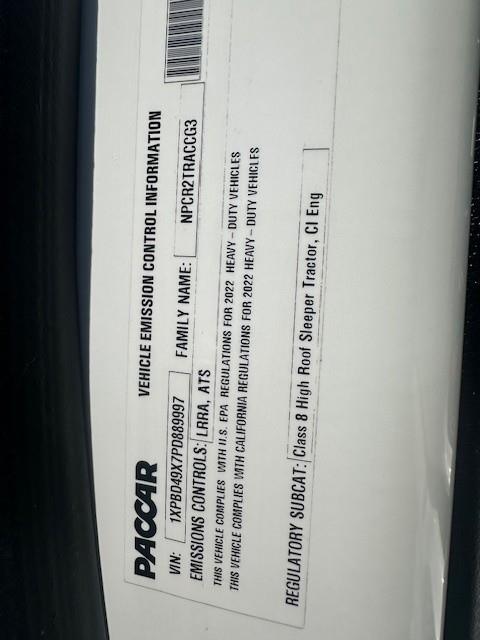 PACCAR VEHICLE EMISSION CONTROL INFORMATION
VIN: 1XPBD49X7PD889997 FAMILY NAME: NPCR2TRACCG3
EMISSIONS CONTROLS: LRRA, ATS
THIS VEHICLE COMPLIES WITH U.S. EPA REGULATIONS FOR 2022 HEAVY-DUTY VEHICLES
THIS VEHICLE COMPLIES WITH CALIFORNIA REGULATIONS FOR 2022 HEAVY-DUTY VEHICLES
REGULATORY SUBCAT: Class 8 High Roof Sleeper Tractor, CI Eng